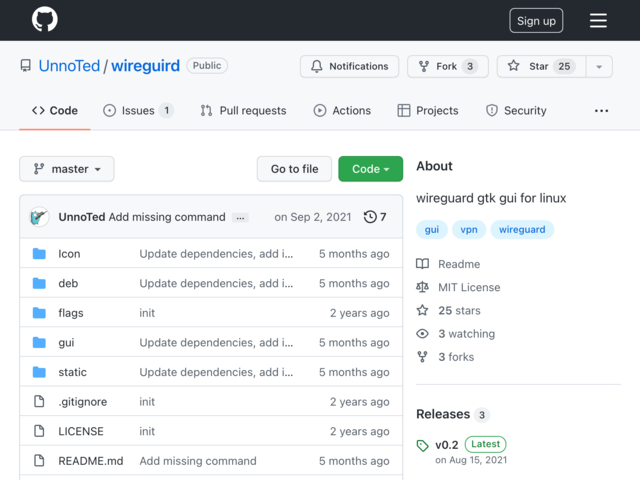 Sign up
UnnoTed / wireguird Public
Notifications Fork 3 Star 25
Code Issues 1 Pull requests Actions Projects Security ...
master Go to file Code
UnnoTed Add missing command ... on Sep 2, 2021 7
Icon Update dependencies, add i... 5 months ago
deb Update dependencies, add i... 5 months ago
flags init 2 years ago
gui Update dependencies, add i... 5 months ago
static Update dependencies, add i... 5 months ago
.gitignore init 2 years ago
LICENSE init 2 years ago
README.md Add missing command 5 months ago
About
wireguard gtk gui for linux
gui vpn wireguard
Readme
MIT License
25 stars
3 watching
3 forks
Releases 3
v0.2 Latest
on Aug 15, 2021